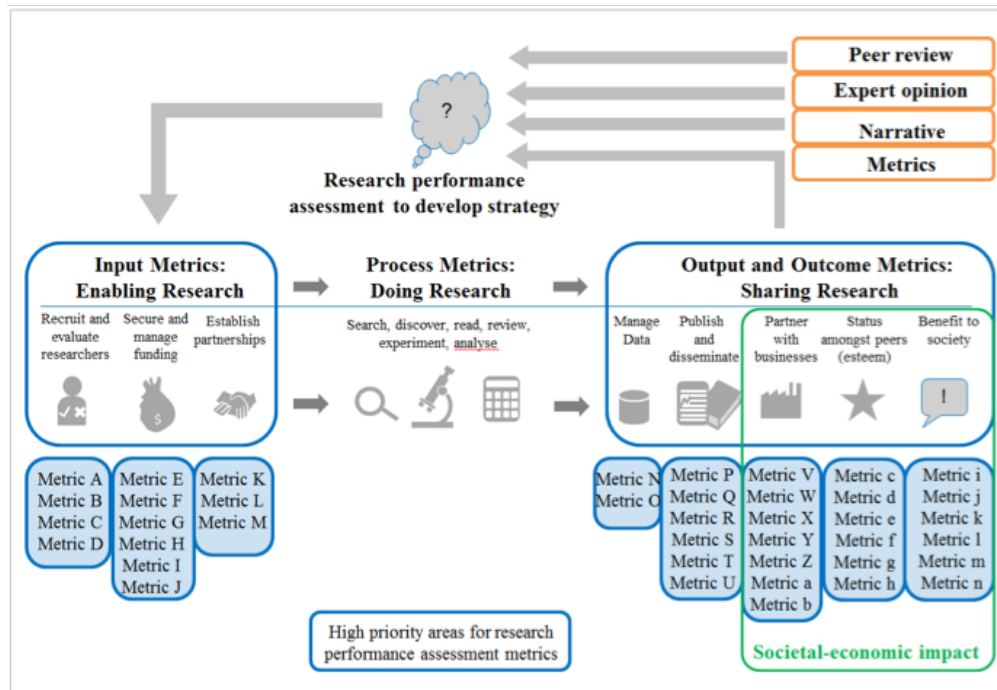 Peer review
Expert opinion
Narrative
Metrics
?
Research performance
assessment to develop strategy
Input Metrics:
Enabling Research
Process Metrics:
Doing Research
Output and Outcome Metrics:
Sharing Research
Recruit and
evaluate
researchers
Secure and
manage
funding
Establish
partnerships
Search, discover, read, review,
experiment, analyse
Manage
Data
Publish
and
disseminate
Partner
with
businesses
Status
amongst peers
(esteem)
Benefit to
society
$
!
Metric A
Metric B
Metric C
Metric D
Metric E
Metric F
Metric G
Metric H
Metric I
Metric J
Metric K
Metric L
Metric M
Metric N
Metric O
Metric P
Metric Q
Metric R
Metric S
Metric T
Metric U
Metric V
Metric W
Metric X
Metric Y
Metric Z
Metric a
Metric b
Metric c
Metric d
Metric e
Metric f
Metric g
Metric h
Metric i
Metric j
Metric k
Metric l
Metric m
Metric n
High priority areas for research
performance assessment metrics
Societal-economic impact